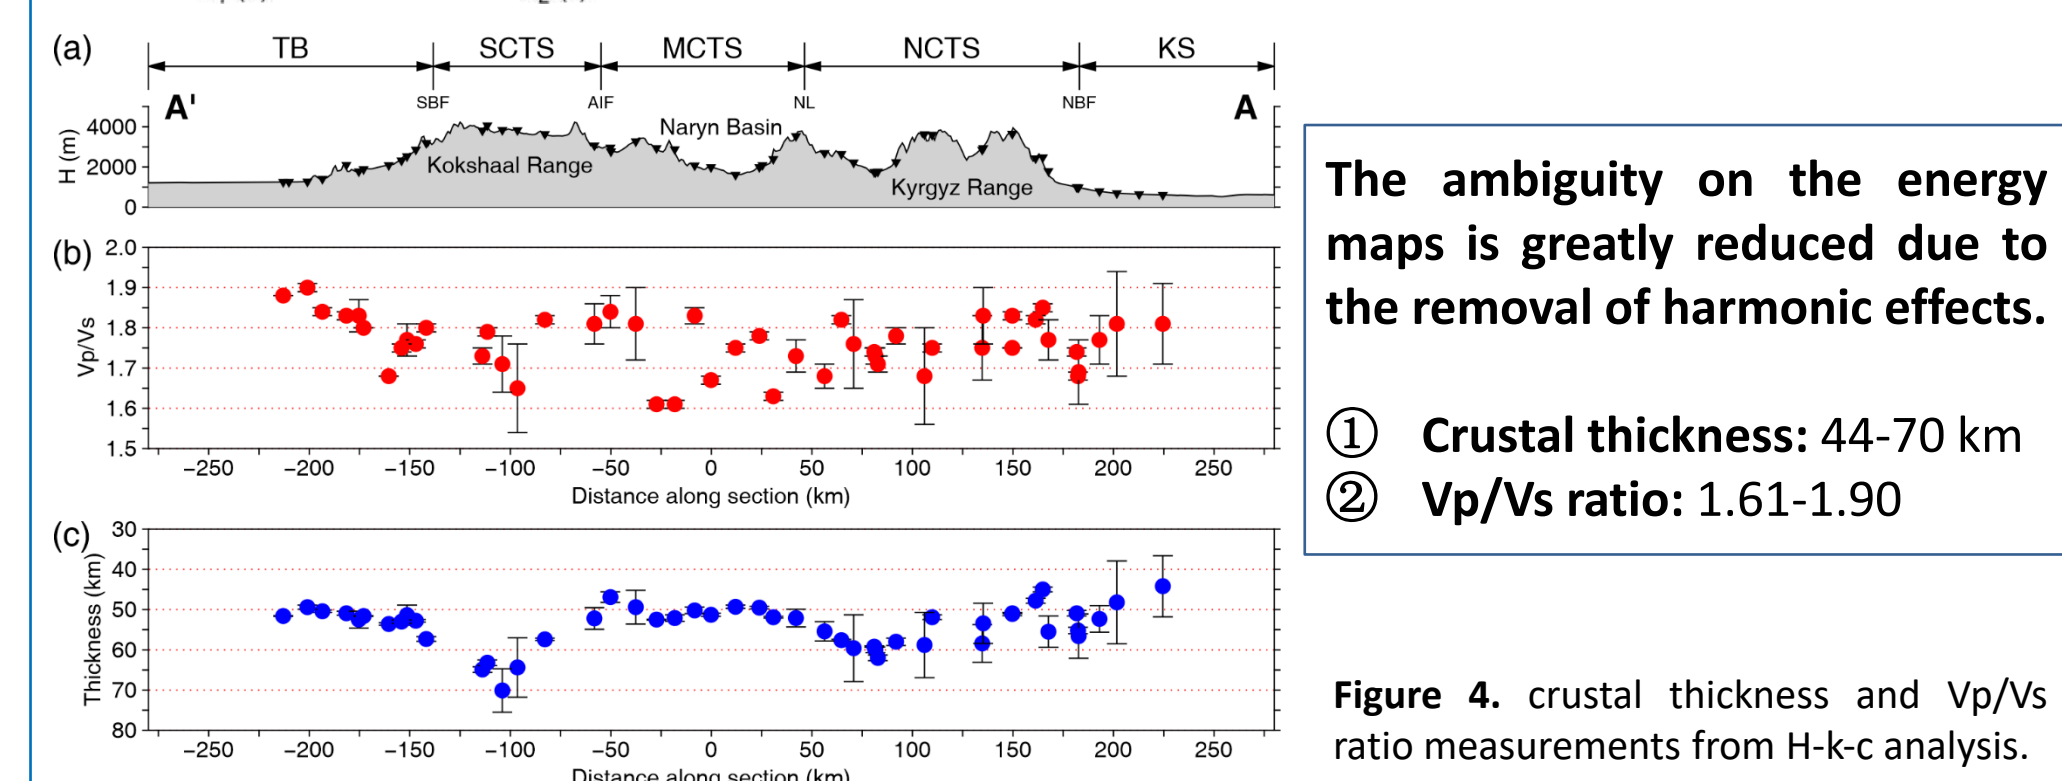 (a) TB SCTS MCTS NCTS KS
A' SBF AIF NL NBF A
4000 Naryn Basin
H (m) 2000 Kokshaal Range
Kyrgyz Range
0
(b) 2.0
1.9
1.8
Vp/Vs
1.7
1.6
1.5
−250 −200 −150 −100 −50 0 50 100 150 200 250
Distance along section (km)
(c) 30
40
50
Thickness (km)
60
70
80
−250 −200 −150 −100 −50 0 50 100 150 200 250
Distance along section (km)
The ambiguity on the energy
maps is greatly reduced due to
the removal of harmonic effects.
① Crustal thickness: 44-70 km
② Vp/Vs ratio: 1.61-1.90
Figure 4. crustal thickness and Vp/Vs
ratio measurements from H-k-c analysis.